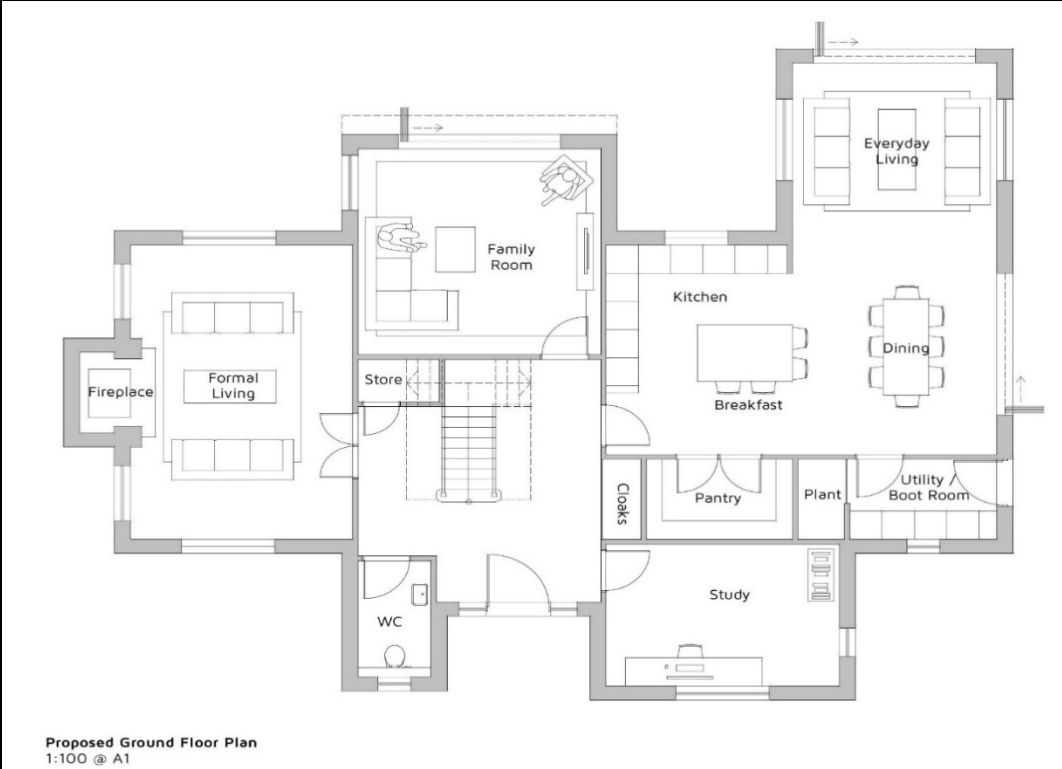 Everyday
Living
Family
Room
Kitchen
Store
Formal
Living
Fireplace
Dining
Breakfast
Cloaks
Pantry
Plant
Utility /
Boot Room
Study
WC
Proposed Ground Floor Plan
1:100 @ A1